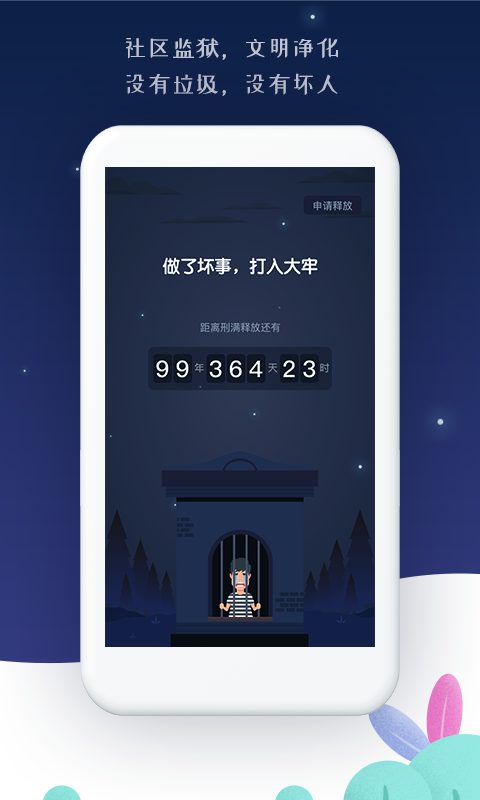 社区监狱，文明净化
没有垃圾，没有坏人
申请释放
做了坏事，打入大牢
距离刑满释放还有
99年364天23时